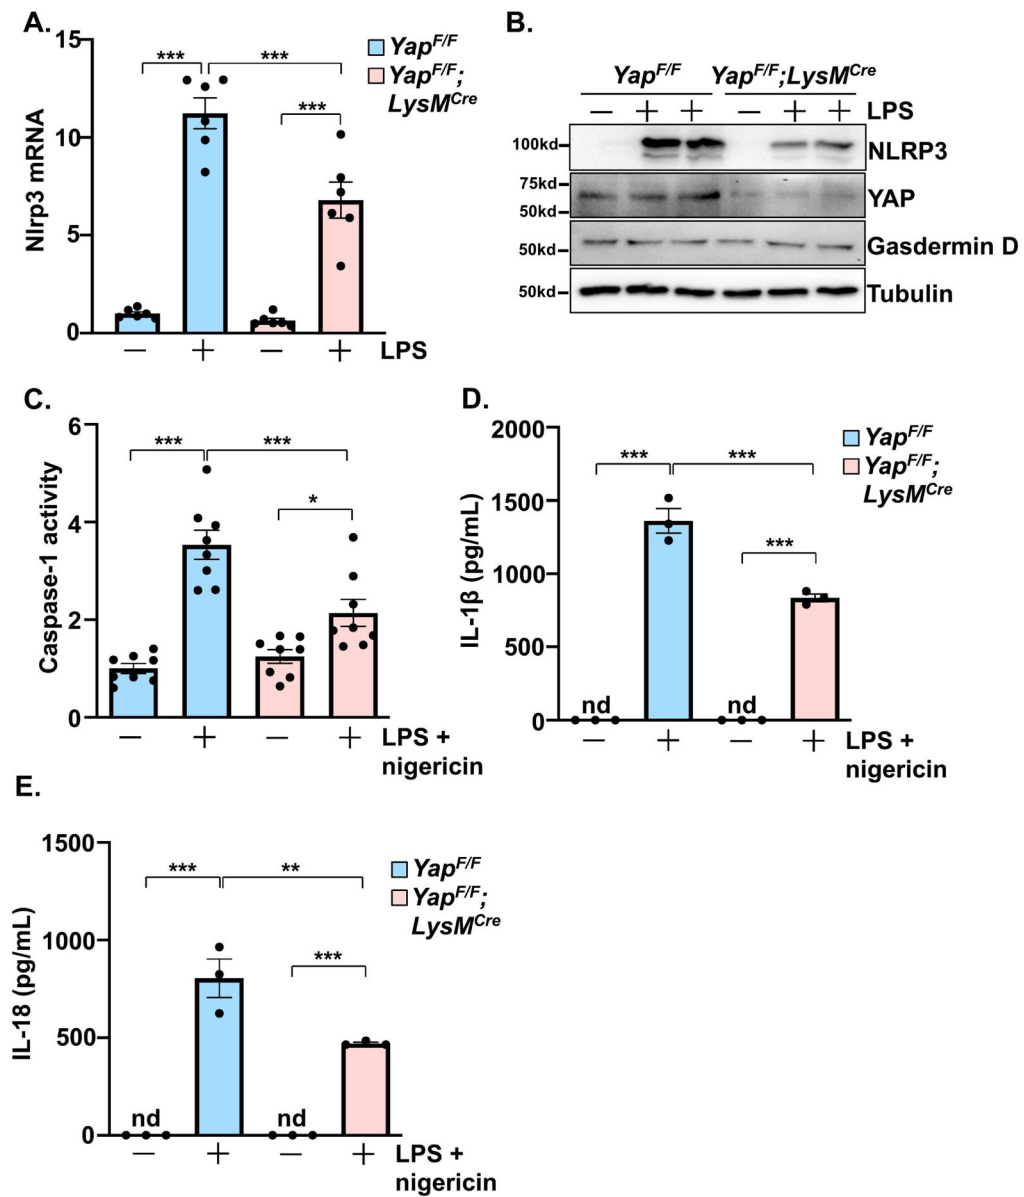 A.
15
10
5
0
Nlrp3 mRNA
***
***
***
Yap^F/F
Yap^F/F;
LysM^Cre
— + — + LPS
B.
Yap^F/F Yap^F/F;LysM^Cre
— + + — + + LPS
100kd NLRP3
75kd
50kd YAP
50kd Gasdermin D
50kd Tubulin
C.
6
4
2
0
Caspase-1 activity
***
***
*
— + — + LPS +
nigericin
D.
2000
1500
1000
500
0
IL-1β (pg/mL)
***
***
***
nd nd
Yap^F/F
Yap^F/F;
LysM^Cre
— + — + LPS +
nigericin
E.
1500
1000
500
0
IL-18 (pg/mL)
***
**
***
nd nd
Yap^F/F
Yap^F/F;
LysM^Cre
— + — + LPS +
nigericin